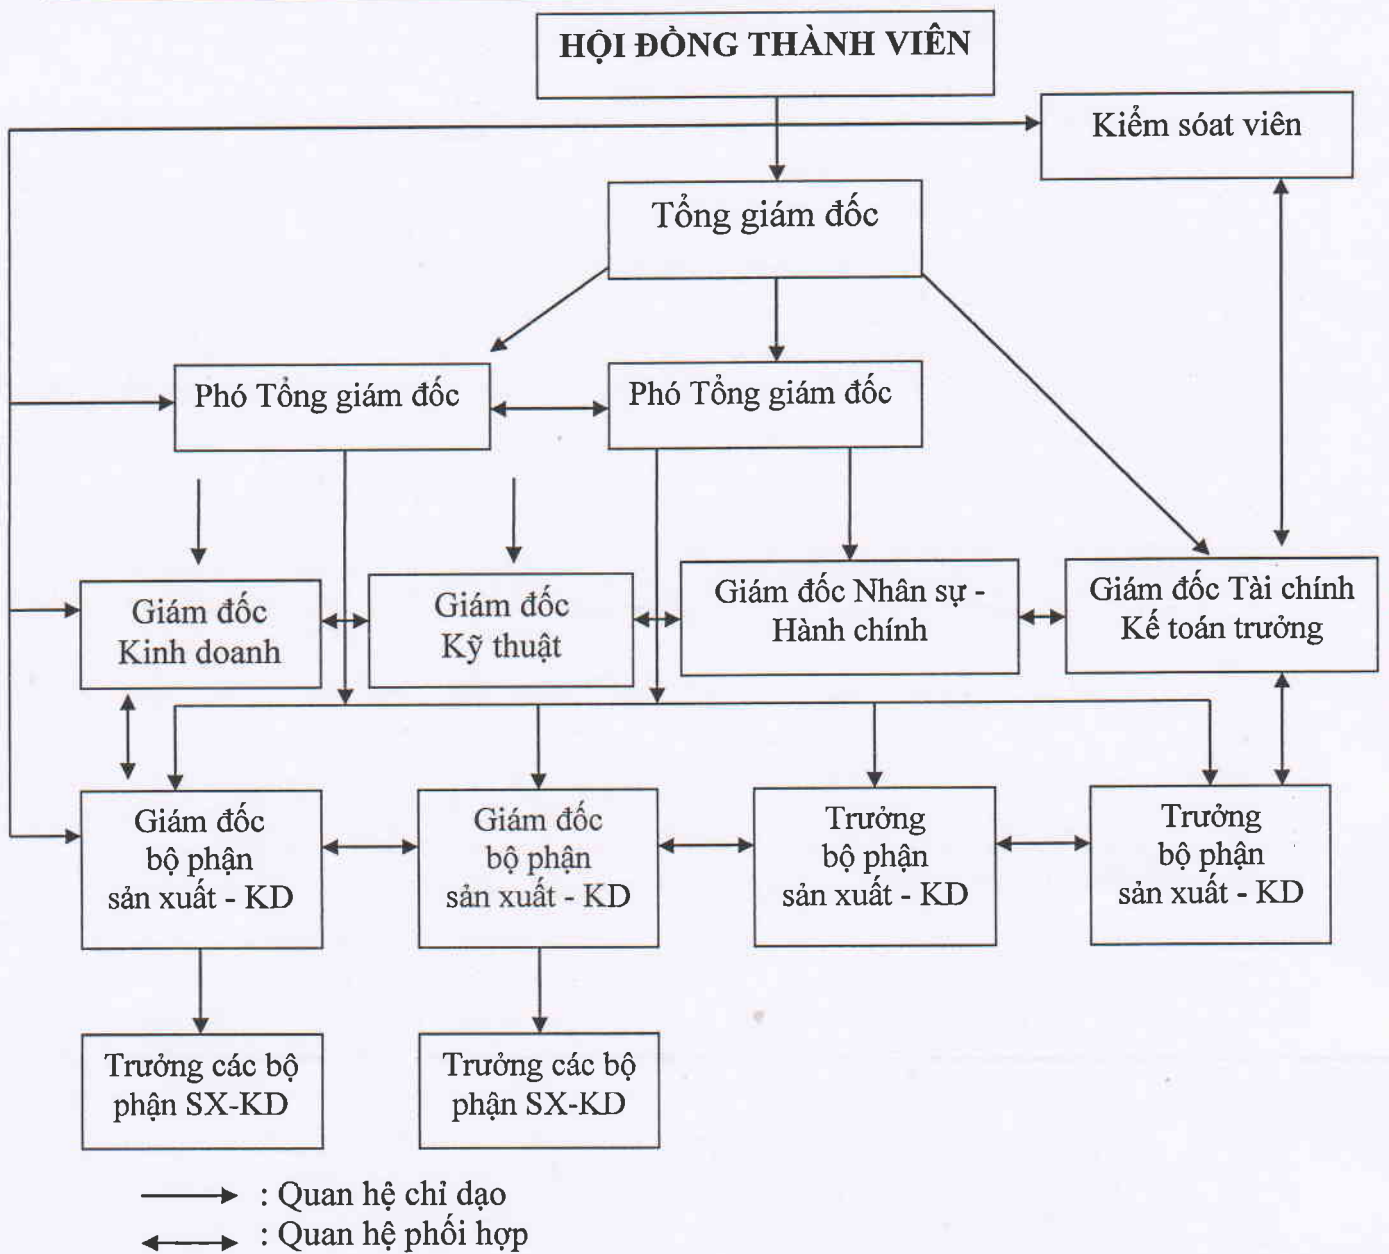 HỘI ĐỒNG THÀNH VIÊN
Kiểm sóat viên
Tổng giám đốc
Phó Tổng giám đốc
Phó Tổng giám đốc
Giám đốc
Kinh doanh
Giám đốc
Kỹ thuật
Giám đốc Nhân sự -
Hành chính
Giám đốc Tài chính
Kế toán trưởng
Giám đốc
bộ phận
sản xuất - KD
Giám đốc
bộ phận
sản xuất - KD
Trưởng
bộ phận
sản xuất - KD
Trưởng
bộ phận
sản xuất - KD
Trưởng các bộ
phận SX-KD
Trưởng các bộ
phận SX-KD
: Quan hệ chỉ dạo
: Quan hệ phối hợp